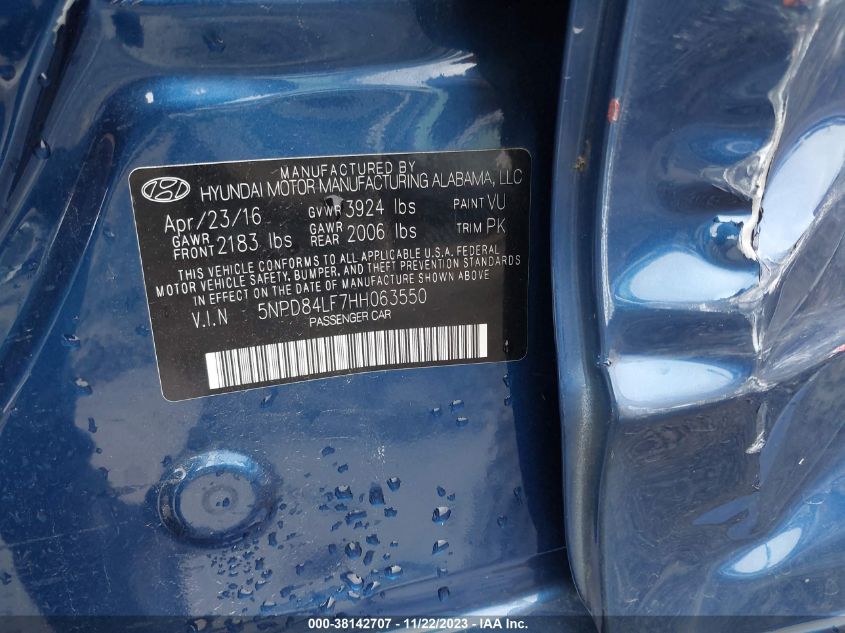 MANUFACTURED BY
HYUNDAI MOTOR MANUFACTURING ALABAMA, LLC
Apr/23/16 GVWR 3924 lbs PAINT VU
GAWR FRONT 2183 lbs GAWR REAR 2006 lbs TRIM PK
THIS VEHICLE CONFORMS TO ALL APPLICABLE U.S.A. FEDERAL
MOTOR VEHICLE SAFETY, BUMPER, AND THEFT PREVENTION STANDARDS
IN EFFECT ON THE DATE OF MANUFACTURE SHOWN ABOVE.
V.I.N 5NPD84LF7HH063550
PASSENGER CAR
000-38142707 - 11/22/2023 - © IAA Inc.